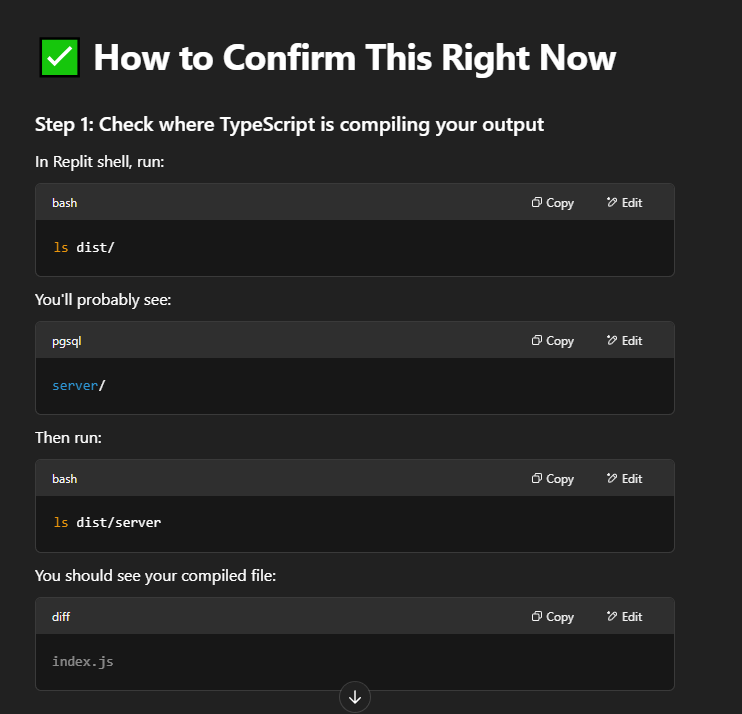 ✅ How to Confirm This Right Now
Step 1: Check where TypeScript is compiling your output
In Replit shell, run:
bash Copy Edit
ls dist/
You'll probably see:
pgsql Copy Edit
server/
Then run:
bash Copy Edit
ls dist/server
You should see your compiled file:
diff Copy Edit
index.js